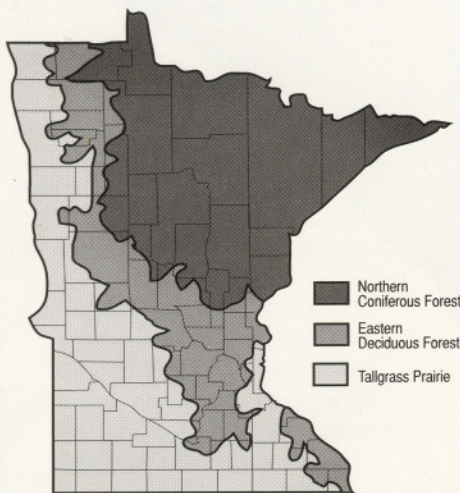 Northern
Coniferous Forest
Eastern
Deciduous Forest
Tallgrass Prairie